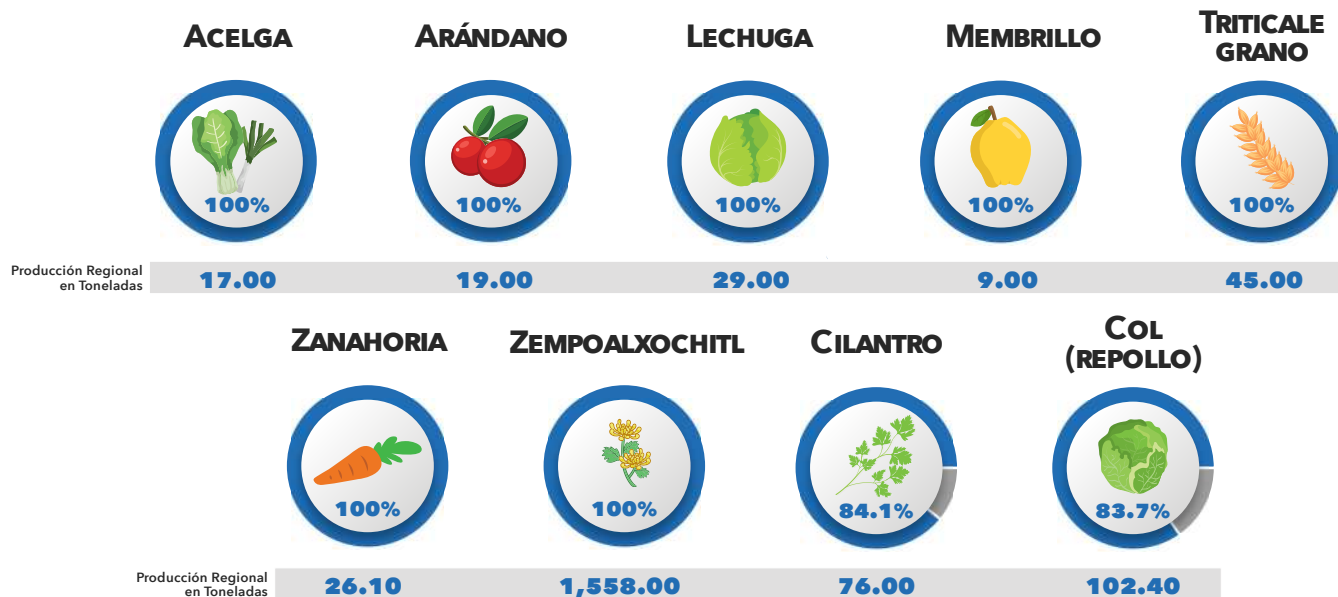 ACELGA
ARÁNDANO
LECHUGA
MEMBRILLO
TRITICALE
GRANO
100%
100%
100%
100%
100%
Producción Regional
en Toneladas
17.00
19.00
29.00
9.00
45.00
ZANAHORIA
ZEMPOALXOCHITL
CILANTRO
COL
(REPOLLO)
100%
100%
84.1%
83.7%
Producción Regional
en Toneladas
26.10
1,558.00
76.00
102.40